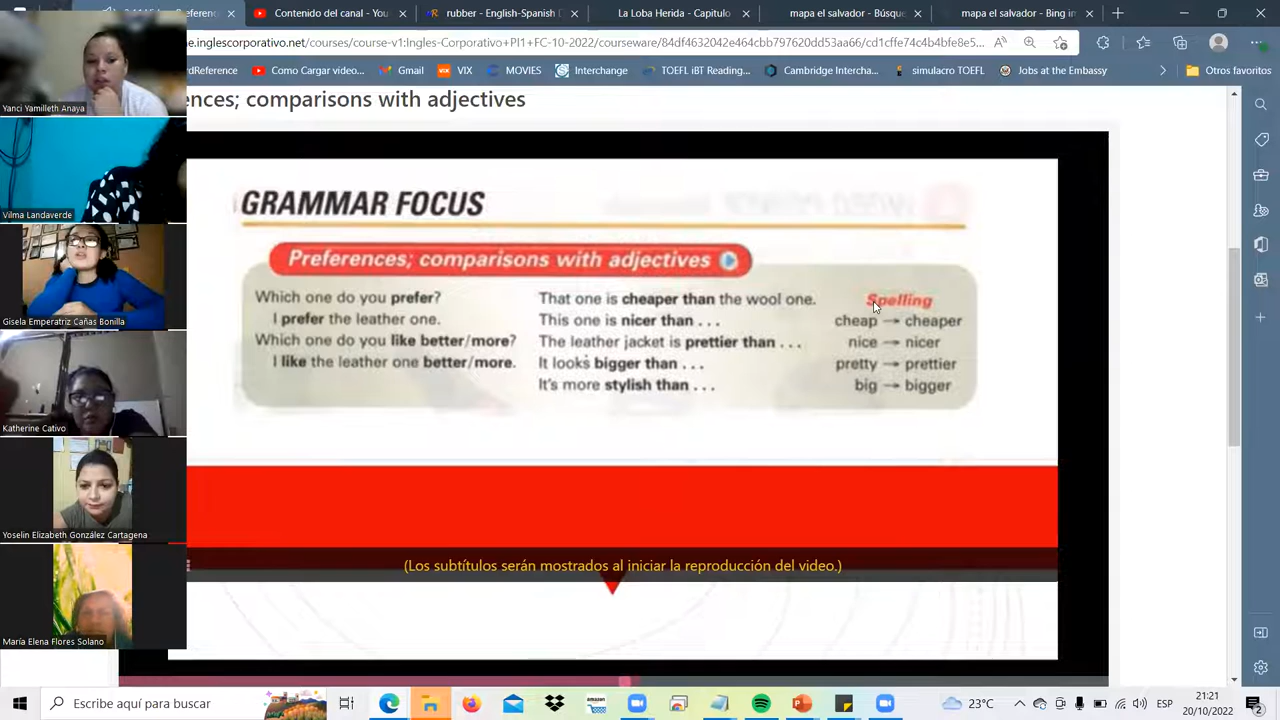 Contenido del canal - You
rubber - English-Spanish D
La Loba Herida - Capitulo
mapa el salvador - Búsque
mapa el salvador - Bing in
e.inglescorporativo.net/courses/course-v1:Ingles-Corporativo+PI1+FC-10-2022/courseware/84df4632042e464cbb797620dd53aa66/cd1cffe74c4b4bfe8e5...
rdReference
Como Cargar vídeo...
Gmail
VIX
MOVIES
Interchange
TOEFL iBT Reading...
Cambridge Intercha...
simulacro TOEFL
Jobs at the Embassy
Otros favoritos
ences; comparisons with adjectives
GRAMMAR FOCUS
Preferences; comparisons with adjectives
Which one do you prefer?
I prefer the leather one.
Which one do you like better/more?
I like the leather one better/more.
That one is cheaper than the wool one.
This one is nicer than . . .
The leather jacket is prettier than . . .
It looks bigger than . . .
It's more stylish than . . .
Spelling
cheap → cheaper
nice → nicer
pretty → prettier
big → bigger
(Los subtítulos serán mostrados al iniciar la reproducción del video.)
Yanci Yamilleth Anaya
Vilma Landaverde
Gisela Emperatriz Cañas Bonilla
Katherine Cativo
Yoselin Elizabeth González Cartagena
María Elena Flores Solano
Escribe aquí para buscar
23°C
ESP
21:21
20/10/2022